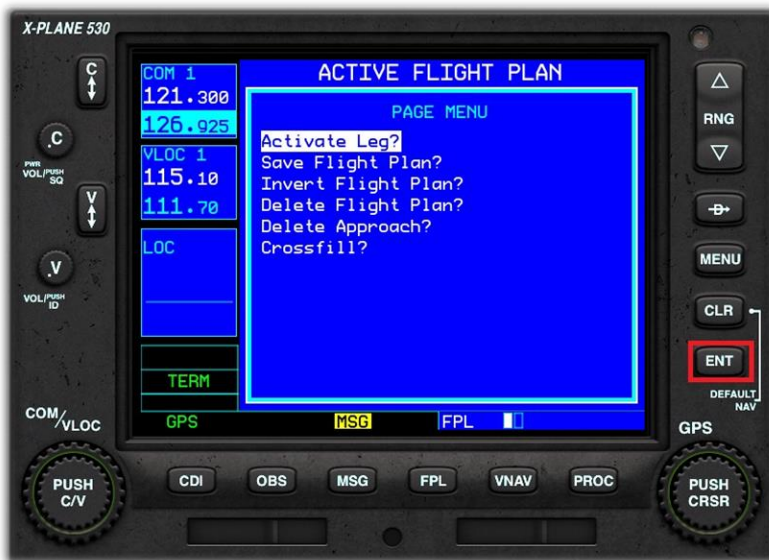 X-PLANE 530
COM 1
121.300
126.925
VLOC 1
115.10
111.70
LOC
TERM
GPS
ACTIVE FLIGHT PLAN
PAGE MENU
Activate Leg?
Save Flight Plan?
Invert Flight Plan?
Delete Flight Plan?
Delete Approach?
Crossfill?
MSG
FPL
C
.C
PWR
VOL/PUSH
SQ
V
.V
VOL/PUSH
ID
COM/VLOC
PUSH
C/V
CDI
OBS
MSG
FPL
VNAV
PROC
RNG
D
MENU
CLR
ENT
DEFAULT
NAV
GPS
PUSH
CRSR